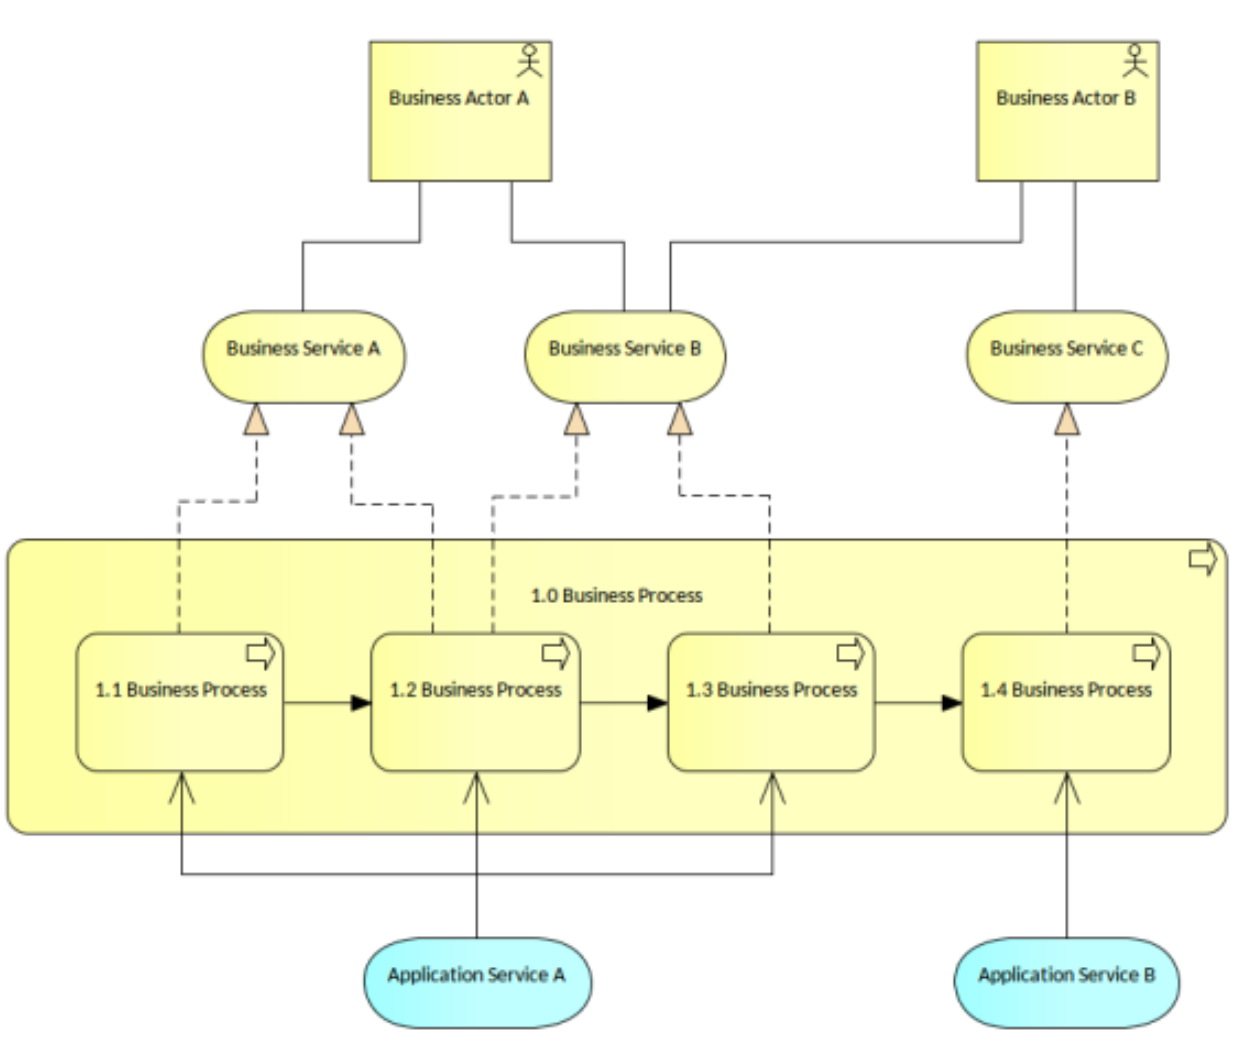 Business Actor A
Business Actor B
Business Service A
Business Service B
Business Service C
1.0 Business Process
1.1 Business Process
1.2 Business Process
1.3 Business Process
1.4 Business Process
Application Service A
Application Service B